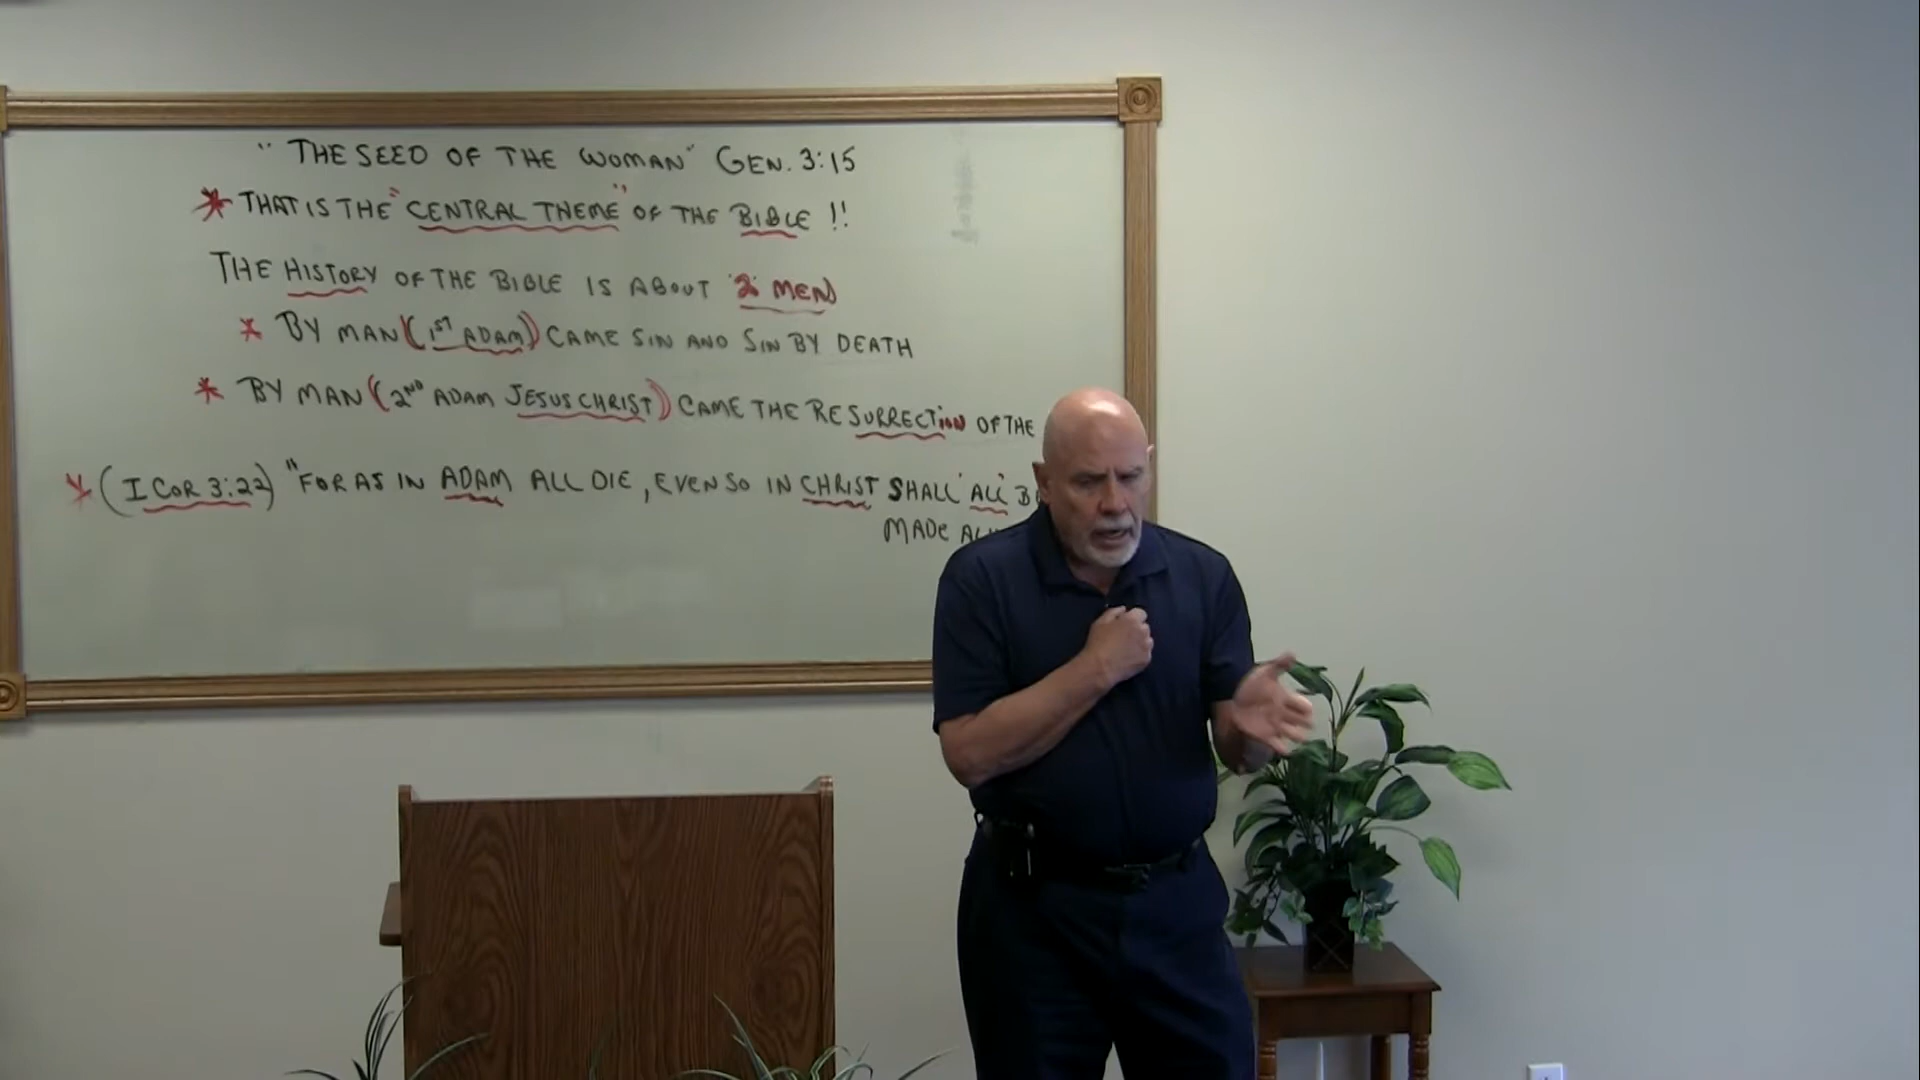 " THE SEED OF THE WOMAN" GEN. 3:15
* THAT IS THE "CENTRAL THEME" OF THE BIBLE !!
THE HISTORY OF THE BIBLE IS ABOUT "2" MEN
* BY MAN (1ST ADAM) CAME SIN AND SIN BY DEATH
* BY MAN (2ND ADAM JESUS CHRIST) CAME THE RESURRECTION OF THE
* (I COR 3:22) "FOR AS IN ADAM ALL DIE, EVEN SO IN CHRIST SHALL "ALL"
MADE